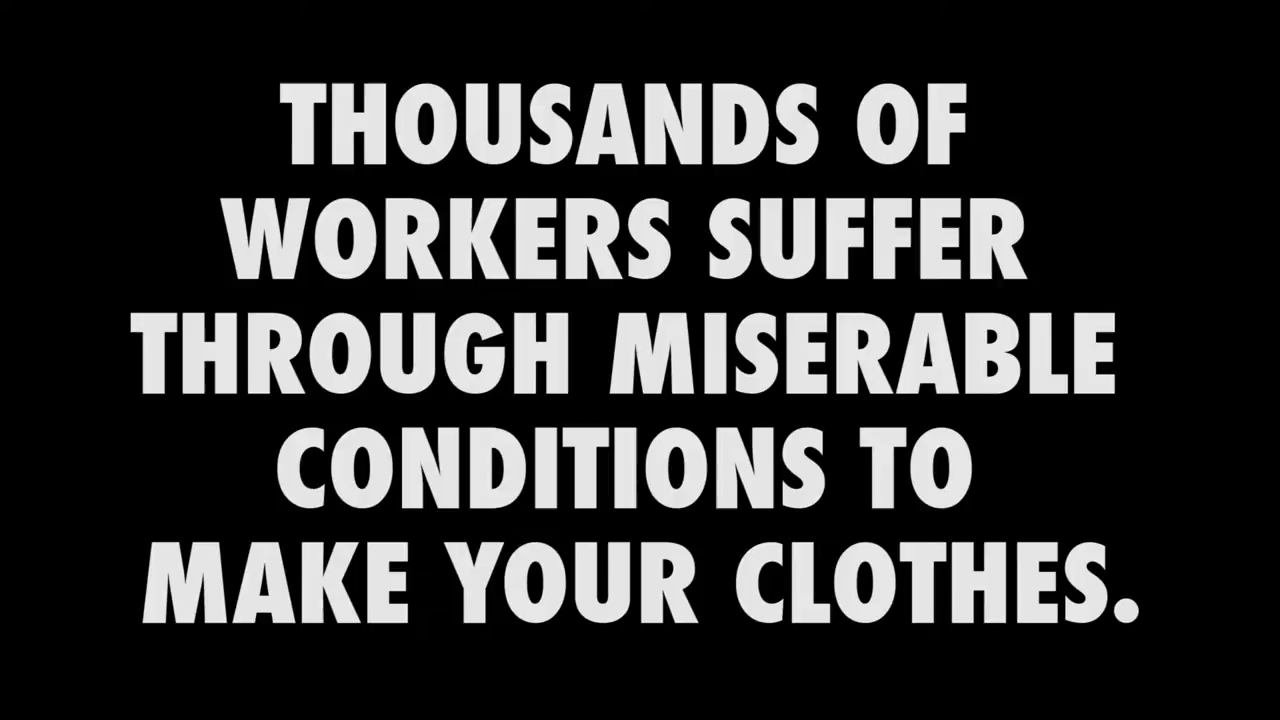 THOUSANDS OF
WORKERS SUFFER
THROUGH MISERABLE
CONDITIONS TO
MAKE YOUR CLOTHES.